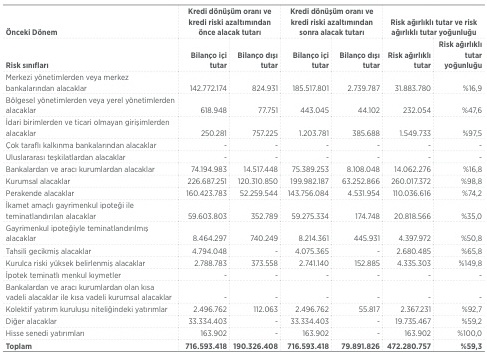 Kredi dönüşüm oranı ve Kredi dönüşüm oranı ve
kredi riski azaltımından kredi riski azaltımından Risk ağırlıklı tutar ve risk
Önceki Dönem önce alacak tutarı sonra alacak tutarı ağırlıklı tutar yoğunluğu
Risk ağırlıklı
Bilanço içi Bilanço dışı Bilanço içi Bilanço dışı Risk ağırlıklı tutar
Risk sınıfları tutar tutar tutar tutar tutar yoğunluğu
Merkezi yönetimlerden veya merkez
bankalarından alacaklar 142.772.174 824.931 185.517.801 2.739.787 31.883.780 %16,9
Bölgesel yönetimlerden veya yerel yönetimlerden
alacaklar 618.948 77.751 443.045 44.102 232.054 %47,6
İdari birimlerden ve ticari olmayan girişimlerden
alacaklar 250.281 757.225 1.203.781 385.688 1.549.733 %97,5
Çok taraflı kalkınma bankalarından alacaklar - - - - - -
Uluslararası teşkilatlardan alacaklar - - - - - -
Bankalardan ve aracı kurumlardan alacaklar 74.194.983 14.517.448 75.389.253 8.108.048 14.062.276 %16,8
Kurumsal alacaklar 226.687.251 120.310.850 199.982.187 63.252.866 260.017.372 %98,8
Perakende alacaklar 160.423.783 52.259.544 143.756.084 4.531.954 110.036.616 %74,2
İkamet amaçlı gayrimenkul ipoteği ile
teminatlandırılan alacaklar 59.603.803 352.789 59.275.334 174.748 20.818.566 %35,0
Gayrimenkul ipoteğiyle teminatlandırılmış
alacaklar 8.464.297 740.249 8.214.361 445.931 4.397.972 %50,8
Tahsili gecikmiş alacaklar 4.794.048 - 4.075.365 - 2.680.485 %65,8
Kurulca riski yüksek belirlenmiş alacaklar 2.788.783 373.558 2.741.140 152.885 4.335.303 %149,8
İpotek teminatlı menkul kıymetler - - - - - -
Bankalardan ve aracı kurumlardan olan kısa
vadeli alacaklar ile kısa vadeli kurumsal alacaklar - - - - - -
Kolektif yatırım kuruluşu niteliğindeki yatırımlar 2.496.762 112.063 2.496.762 55.817 2.367.231 %92,7
Diğer alacaklar 33.334.403 - 33.334.403 - 19.735.467 %59,2
Hisse senedi yatırımları 163.902 - 163.902 - 163.902 %100,0
Toplam 716.593.418 190.326.408 716.593.418 79.891.826 472.280.757 %59,3